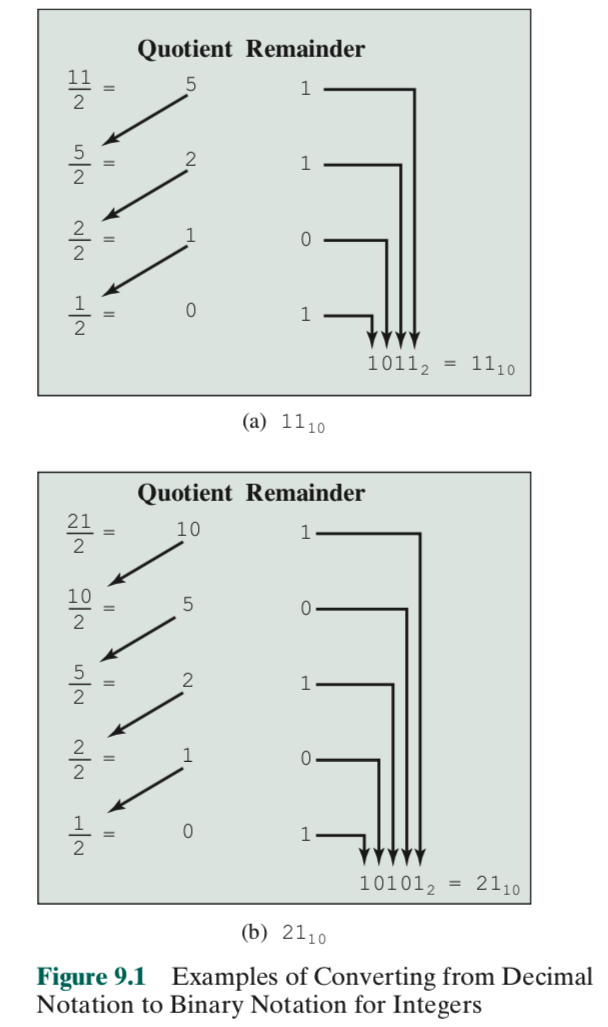 Quotient Remainder
11/2 = 5 1
5/2 = 2 1
2/2 = 1 0
1/2 = 0 1
1011₂ = 11₁₀
(a) 11₁₀
Quotient Remainder
21/2 = 10 1
10/2 = 5 0
5/2 = 2 1
2/2 = 1 0
1/2 = 0 1
10101₂ = 21₁₀
(b) 21₁₀
Figure 9.1 Examples of Converting from Decimal
Notation to Binary Notation for Integers